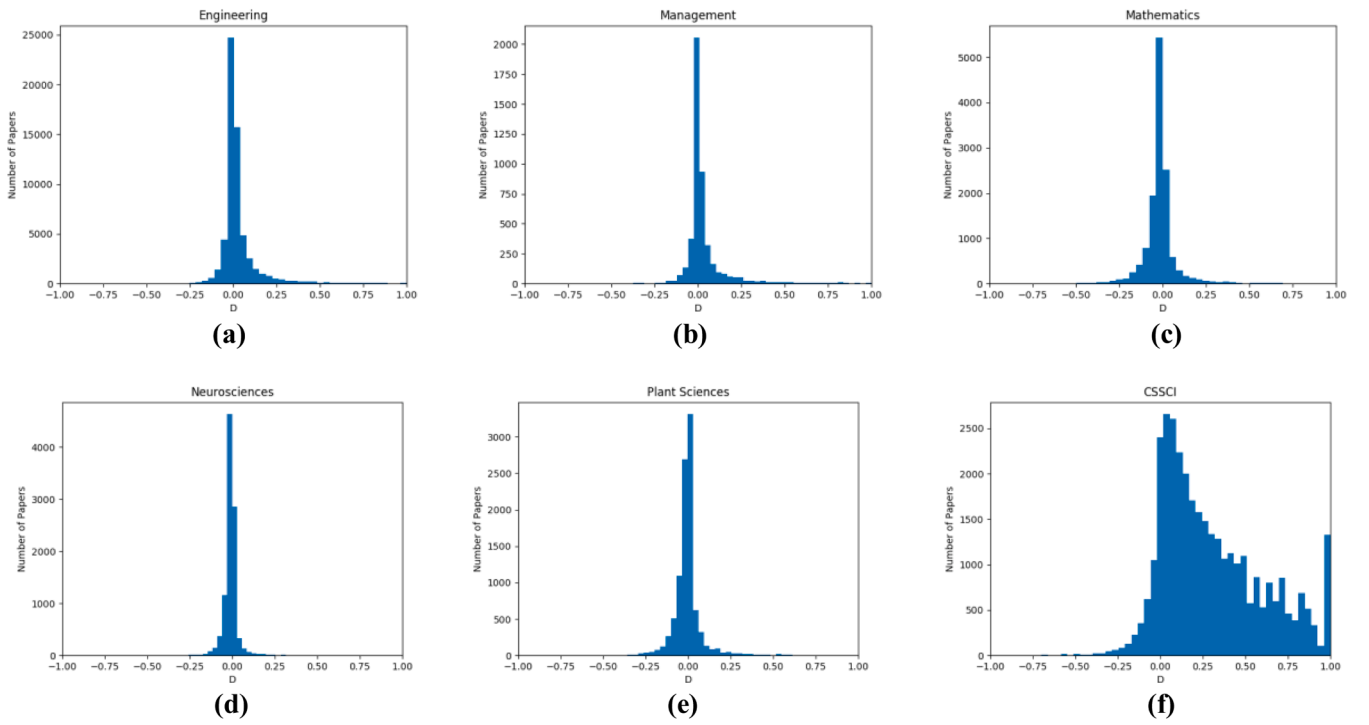 Engineering
25000
20000
15000
10000
5000
0
Number of Papers
−1.00 −0.75 −0.50 −0.25 0.00 0.25 0.50 0.75 1.00
D
(a)
Management
2000
1750
1500
1250
1000
750
500
250
0
Number of Papers
−1.00 −0.75 −0.50 −0.25 0.00 0.25 0.50 0.75 1.00
D
(b)
Mathematics
5000
4000
3000
2000
1000
0
Number of Papers
−1.00 −0.75 −0.50 −0.25 0.00 0.25 0.50 0.75 1.00
D
(c)
Neurosciences
4000
3000
2000
1000
0
Number of Papers
−1.00 −0.75 −0.50 −0.25 0.00 0.25 0.50 0.75 1.00
D
(d)
Plant Sciences
3000
2500
2000
1500
1000
500
0
Number of Papers
−1.00 −0.75 −0.50 −0.25 0.00 0.25 0.50 0.75 1.00
D
(e)
CSSCI
2500
2000
1500
1000
500
0
Number of Papers
−1.00 −0.75 −0.50 −0.25 0.00 0.25 0.50 0.75 1.00
D
(f)